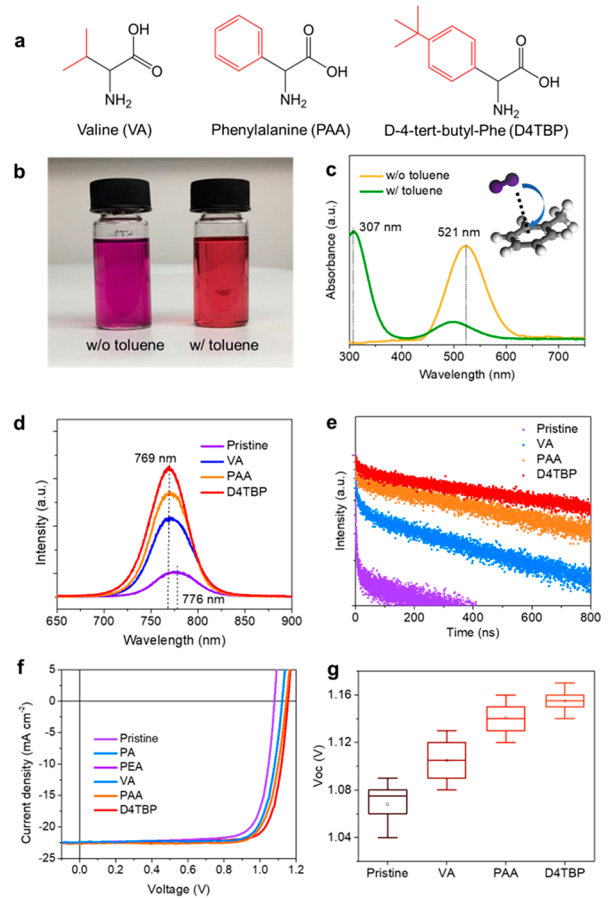 a
OH
O
NH2
Valine (VA)
O
OH
NH2
Phenylalanine (PAA)
O
OH
NH2
D-4-tert-butyl-Phe (D4TBP)
b
w/o toluene
w/ toluene
c
w/o toluene
w/ toluene
307 nm
521 nm
Absorbance (a.u.)
300 400 500 600 700
Wavelength (nm)
d
769 nm
Pristine
VA
PAA
D4TBP
776 nm
Intensity (a.u.)
650 700 750 800 850 900
Wavelength (nm)
e
Pristine
VA
PAA
D4TBP
Intensity (a.u.)
0 200 400 600 800
Time (ns)
f
5
0
-5
-10
-15
-20
-25
Current density (mA cm-2)
Pristine
PA
PEA
VA
PAA
D4TBP
0.0 0.2 0.4 0.6 0.8 1.0 1.2
Voltage (V)
g
1.16
1.12
1.08
1.04
Voc (V)
Pristine VA PAA D4TBP